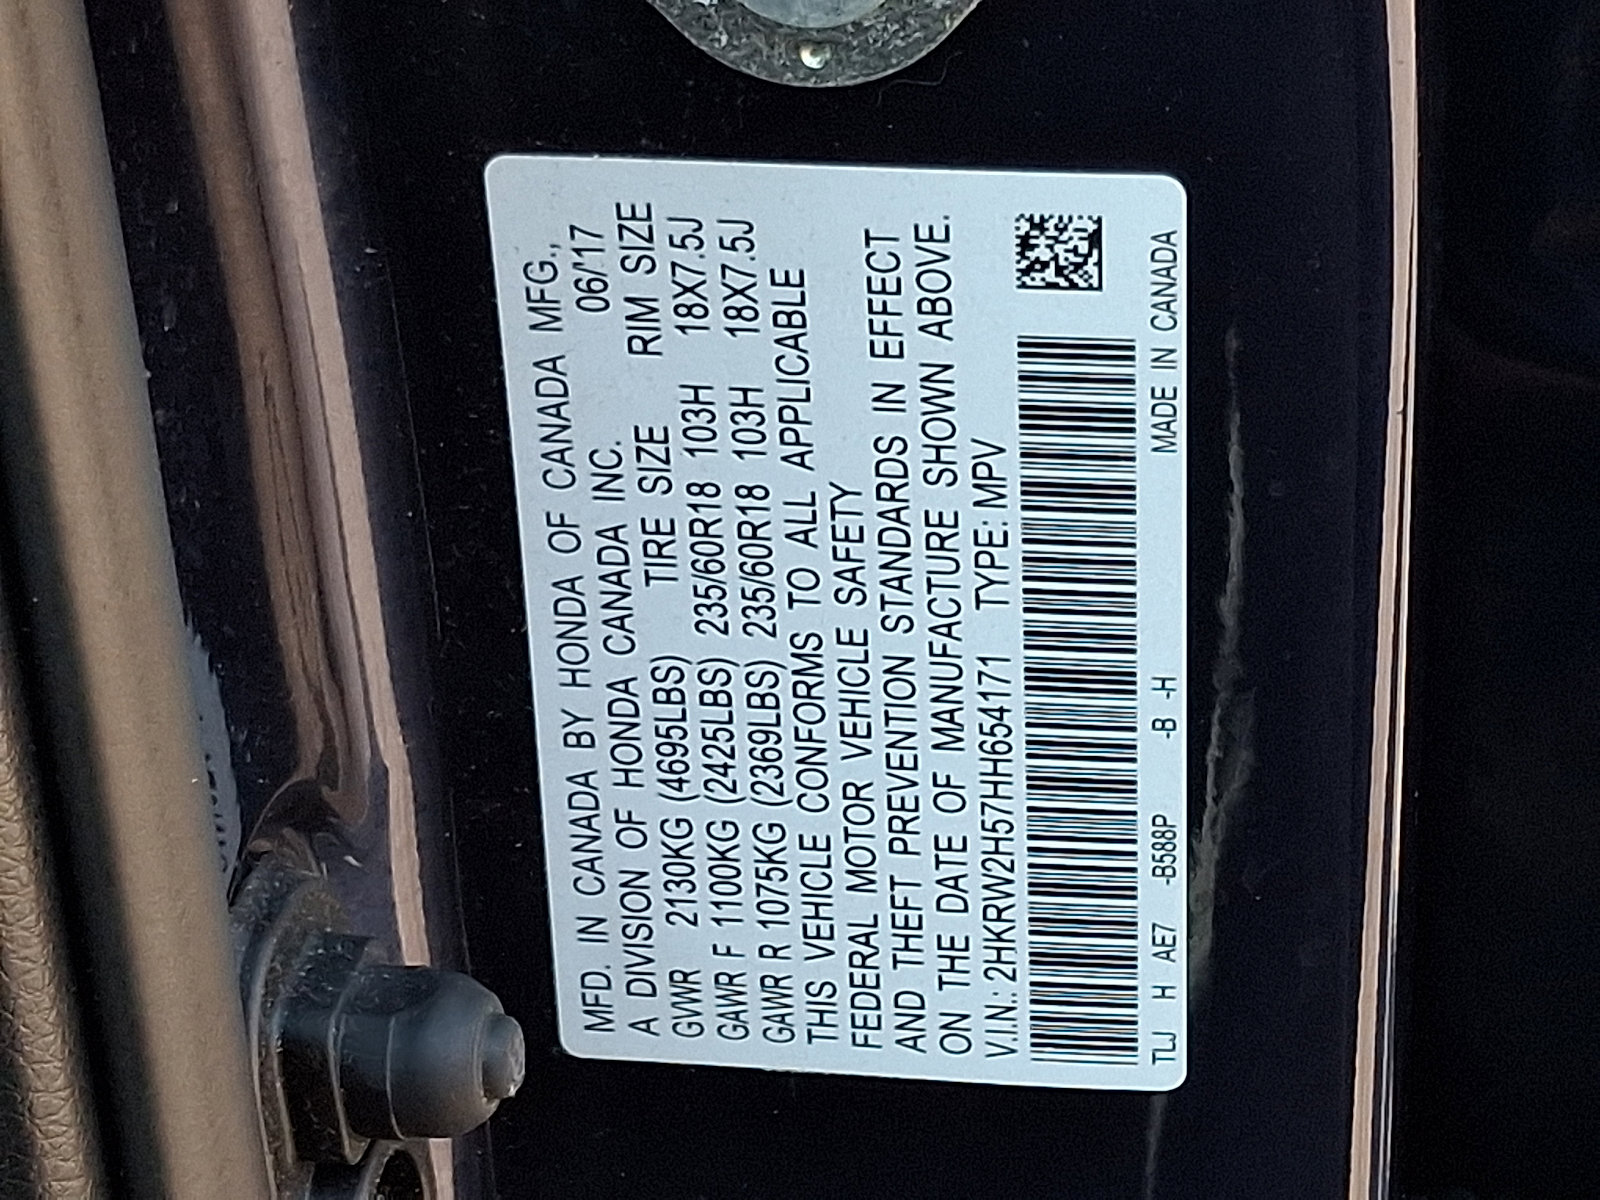 MFD. IN CANADA BY HONDA OF CANADA MFG.,
A DIVISION OF HONDA CANADA INC. 06/'17
TIRE SIZE RIM SIZE
GVWR 2130KG (4695LBS)
GAWR F 1100KG (2425LBS) 235/60R18 103H 18X7.5J
GAWR R 1075KG (2369LBS) 235/60R18 103H 18X7.5J
THIS VEHICLE CONFORMS TO ALL APPLICABLE
FEDERAL MOTOR VEHICLE SAFETY
AND THEFT PREVENTION STANDARDS IN EFFECT
ON THE DATE OF MANUFACTURE SHOWN ABOVE.
V.I.N.: 2HKRW2H57HH654171 TYPE: MPV
TLJ H AE7 -B588P -B -H MADE IN CANADA